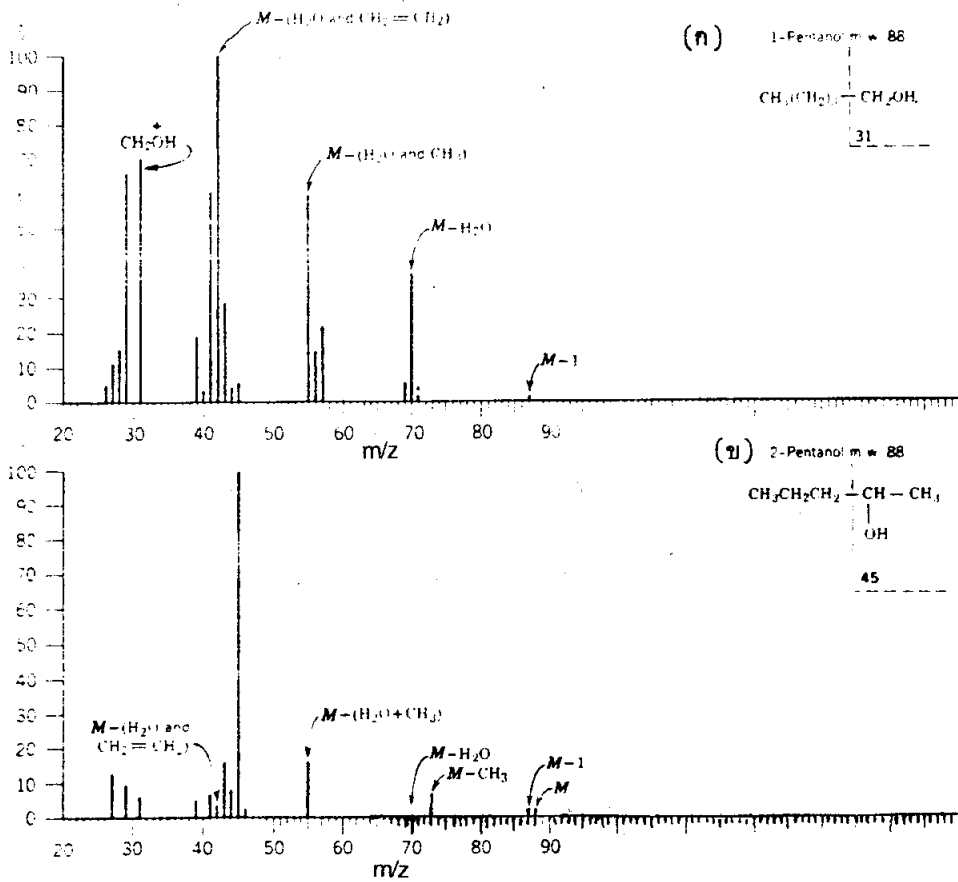 M–(H₂O and CH₂=CH₂)
(ก) 1-Pentanol m w 88
CH₃(CH₂)₃—CH₂OH
31
+
CH₂OH
M–(H₂O and CH₃)
M–H₂O
M–1
100
90
80
30
20
10
0
20 30 40 50 60 70 80 90
m/z
(ข) 2-Pentanol m w 88
CH₃CH₂CH₂—CH—CH₃
OH
45
M–(H₂O and
CH₂=CH₂)
M–(H₂O+CH₃)
M–H₂O
M–CH₃
M–1
M
100
90
80
70
60
50
40
30
20
10
0
20 30 40 50 60 70 80 90
m/z